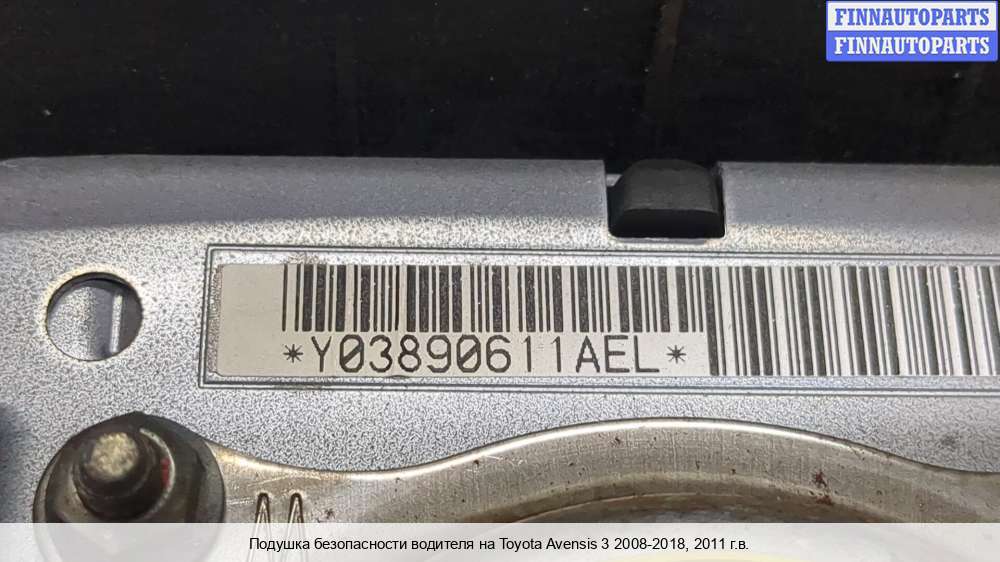 FINNAUTOPARTS
FINNAUTOPARTS
*Y03890611AEL*
Подушка безопасности водителя на Toyota Avensis 3 2008-2018, 2011 г.в.